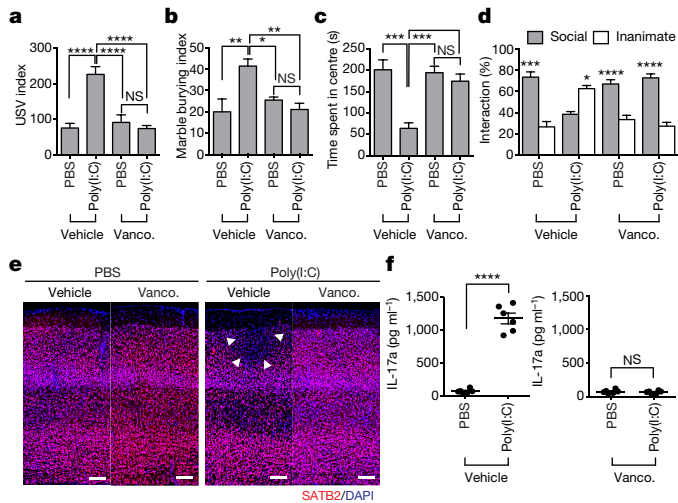 a
****
****
****
NS
USV index
300
200
100
0
PBS
Poly(I:C)
PBS
Poly(I:C)
Vehicle
Vanco.
b
**
**
*
NS
Marble burying index
60
40
20
0
PBS
Poly(I:C)
PBS
Poly(I:C)
Vehicle
Vanco.
c
***
***
***
NS
Time spent in centre (s)
250
200
150
100
50
0
PBS
Poly(I:C)
PBS
Poly(I:C)
Vehicle
Vanco.
d
Social
Inanimate
***
*
****
****
Interaction (%)
100
80
60
40
20
0
PBS
Poly(I:C)
PBS
Poly(I:C)
Vehicle
Vanco.
e
PBS
Poly(I:C)
Vehicle
Vanco.
Vehicle
Vanco.
SATB2/DAPI
f
****
IL-17a (pg ml⁻¹)
1,500
1,000
500
0
PBS
Poly(I:C)
Vehicle
NS
IL-17a (pg ml⁻¹)
1,500
1,000
500
0
PBS
Poly(I:C)
Vanco.